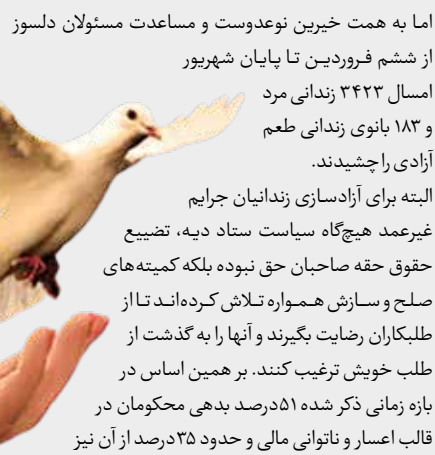 اما به همت خیرین نوعدوست و مساعدت مسئولان دلسوز
از ششم فروردین تا پایان شهریور
امسال ۳۴۲۳ زندانی مرد
و ۱۸۳ بانوی زندانی طعم
آزادی را چشیدند.
البته برای آزادسازی زندانیان جرایم
غیرعمد هیچ‌گاه سیاست ستاد دیه، تضییع
حقوق حقه صاحبان حق نبوده بلکه کمیته‌های
صلح و سازش همواره تلاش کرده‌اند تا از
طلبکاران رضایت بگیرند و آنها را به گذشت از
طلب خویش ترغیب کنند. بر همین اساس در
بازه زمانی ذکر شده ۵۱درصد بدهی محکومان در
قالب اعسار و ناتوانی مالی و حدود ۳۵درصد از آن نیز